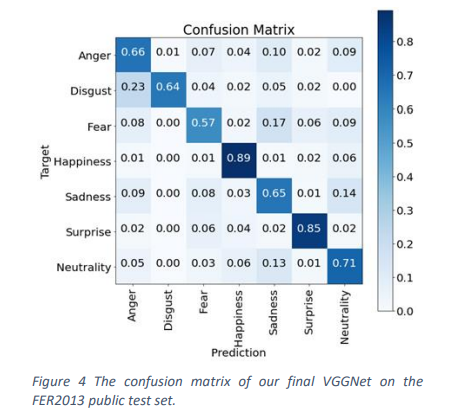 Confusion Matrix
Target
Anger 0.66 0.01 0.07 0.04 0.10 0.02 0.09
Disgust 0.23 0.64 0.04 0.02 0.05 0.02 0.00
Fear 0.08 0.00 0.57 0.02 0.17 0.06 0.09
Happiness 0.01 0.00 0.01 0.89 0.01 0.02 0.06
Sadness 0.09 0.00 0.08 0.03 0.65 0.01 0.14
Surprise 0.02 0.00 0.06 0.04 0.02 0.85 0.02
Neutrality 0.05 0.00 0.03 0.06 0.13 0.01 0.71
Anger Disgust Fear Happiness Sadness Surprise Neutrality
Prediction
0.8
0.7
0.6
0.5
0.4
0.3
0.2
0.1
0.0
Figure 4 The confusion matrix of our final VGGNet on the
FER2013 public test set.